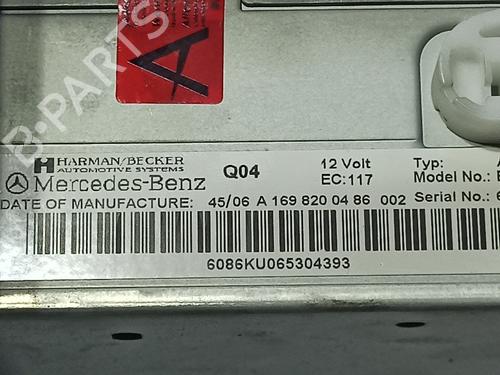 B-PARTS
A
HARMAN/BECKER
AUTOMOTIVE SYSTEMS
Mercedes-Benz
Q04
12 Volt
EC:117
Typ:
Model No.:
DATE OF MANUFACTURE: 45/06 A 169 820 04 86 002 Serial No.: 6
6086KU065304393